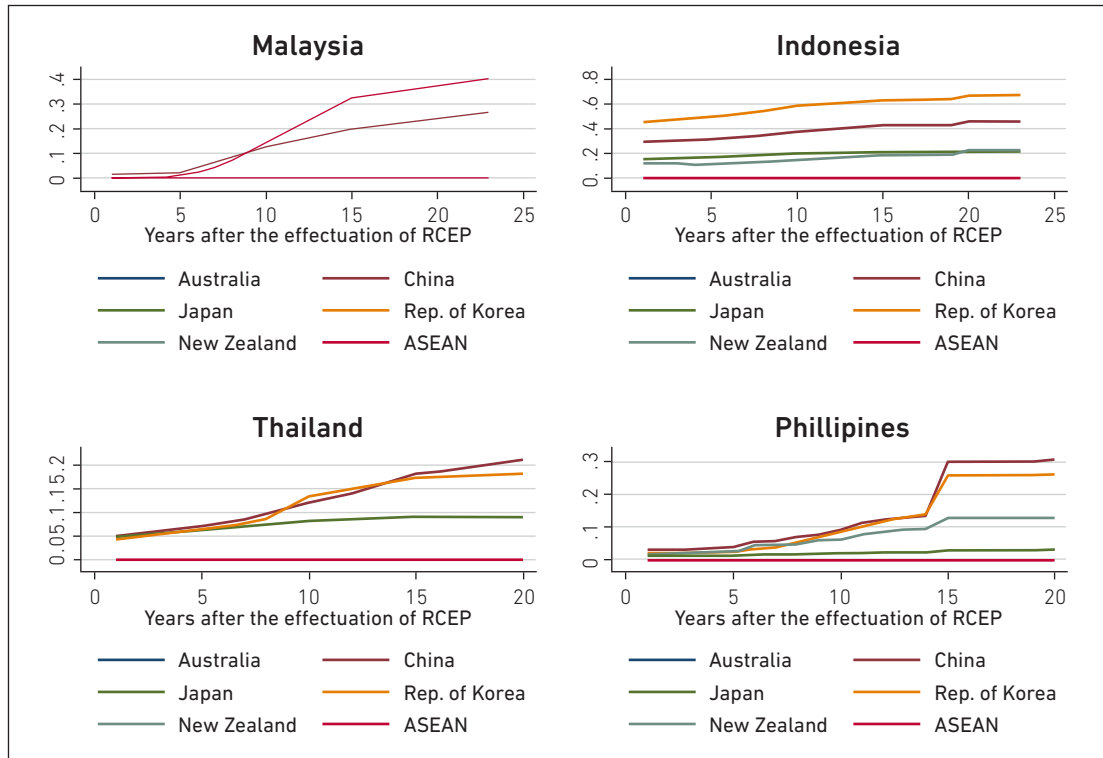 Malaysia
.4
.3
.2
.1
0
0 5 10 15 20 25
Years after the effectuation of RCEP
Australia China
Japan Rep. of Korea
New Zealand ASEAN
Indonesia
.8
.6
.4
.2
0.
0 5 10 15 20 25
Years after the effectuation of RCEP
Australia China
Japan Rep. of Korea
New Zealand ASEAN
Thailand
0.05.1.15.2
0 5 10 15 20
Years after the effectuation of RCEP
Australia China
Japan Rep. of Korea
New Zealand ASEAN
Phillipines
.3
.2
.1
0
0 5 10 15 20
Years after the effectuation of RCEP
Australia China
Japan Rep. of Korea
New Zealand ASEAN